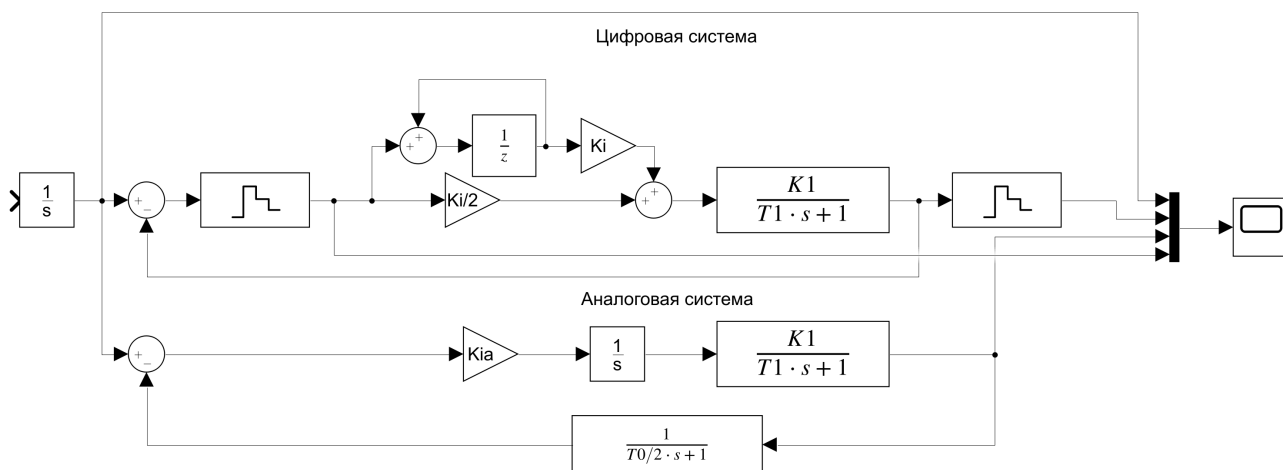 Цифровая система
1
z
Ki
1
s
+
−
Ki/2
+
+
+
+
K1
T1 · s + 1
Аналоговая система
+
−
Kia
1
s
K1
T1 · s + 1
1
T0/2 · s + 1